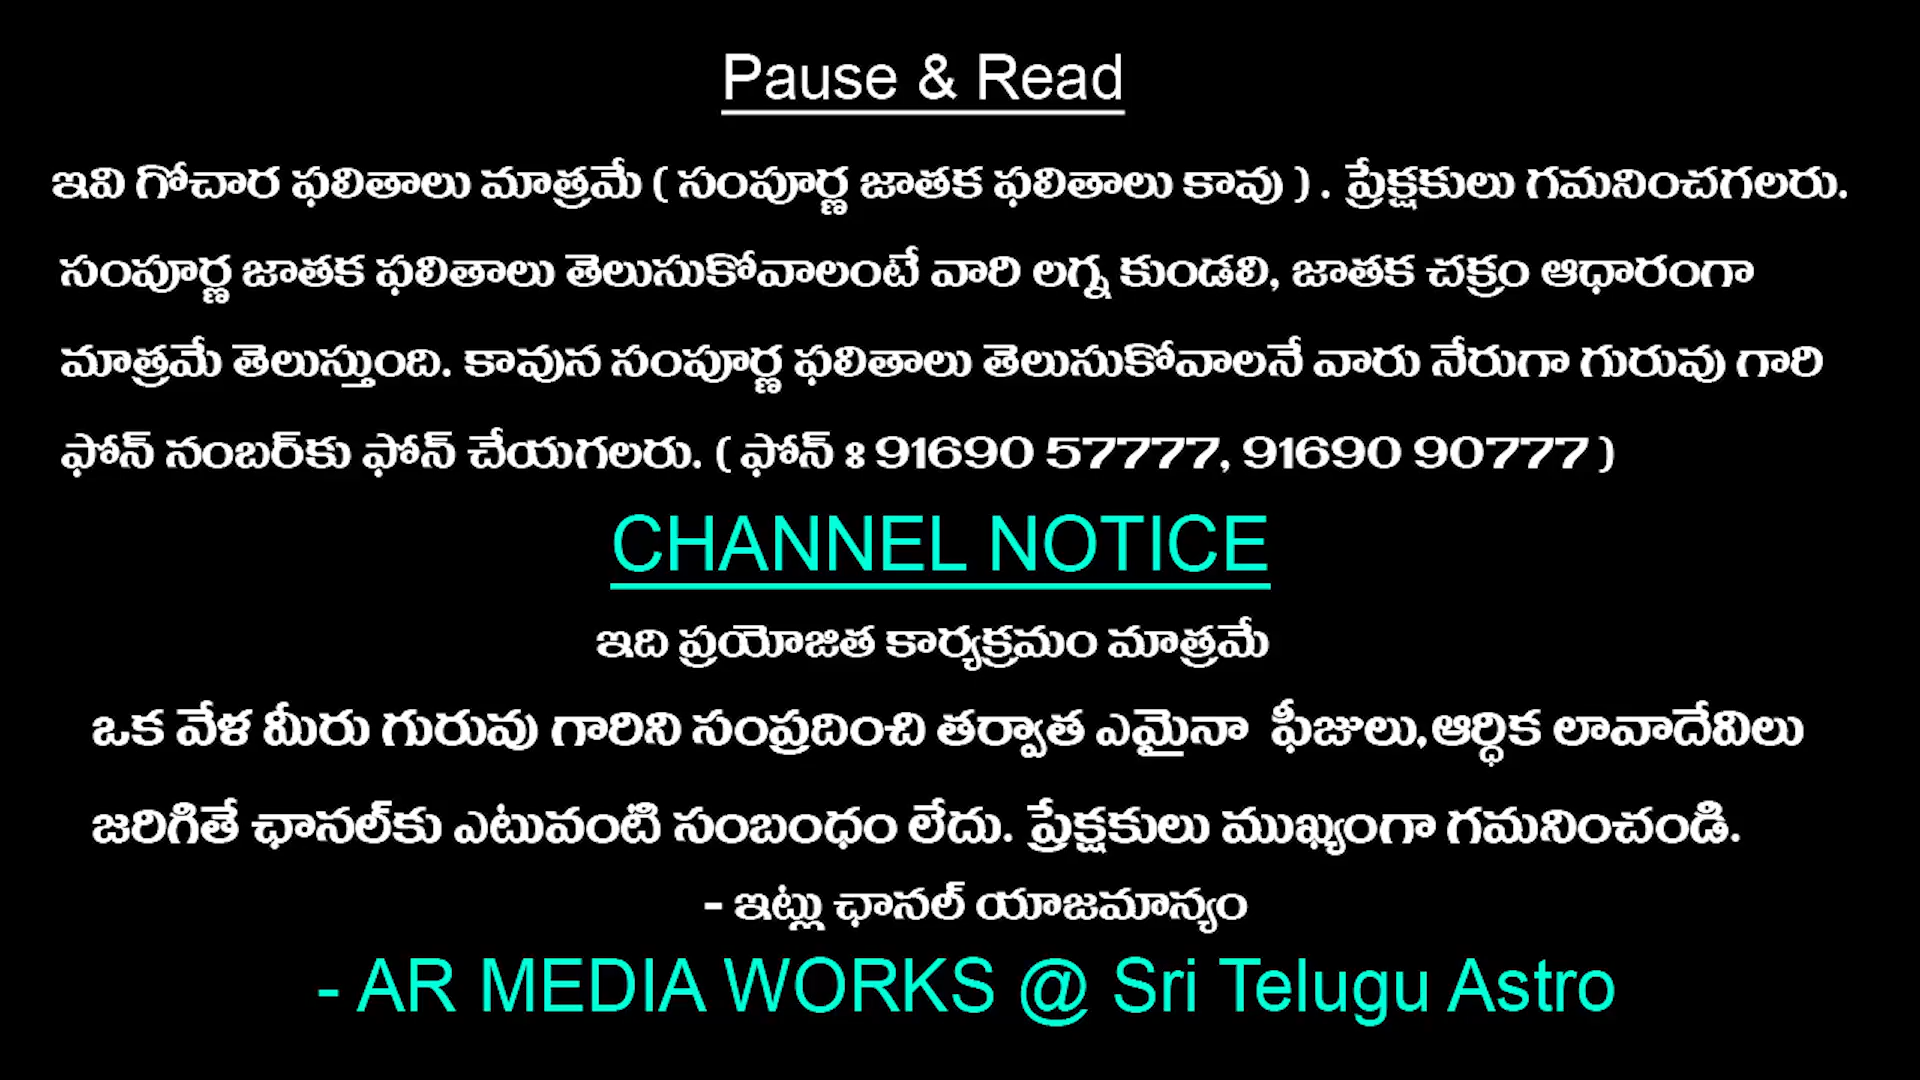 Pause & Read
ఇవి గోచార ఫలితాలు మాత్రమే ( సంపూర్ణ జాతక ఫలితాలు కావు ) . ప్రేక్షకులు గమనించగలరు.
సంపూర్ణ జాతక ఫలితాలు తెలుసుకోవాలంటే వారి లగ్న కుండలి, జాతక చక్రం ఆధారంగా
మాత్రమే తెలుస్తుంది. కావున సంపూర్ణ ఫలితాలు తెలుసుకోవాలనే వారు నేరుగా గురువు గారి
ఫోన్ నంబర్‌కు ఫోన్ చేయగలరు. ( ఫోన్ ః 91690 57777, 91690 90777 )
CHANNEL NOTICE
ఇది ప్రయోజిత కార్యక్రమం మాత్రమే
ఒక వేళ మీరు గురువు గారిని సంప్రదించి తర్వాత ఎమైనా ఫీజులు,ఆర్ధిక లావాదేవిలు
జరిగితే ఛానల్‌కు ఎటువంటి సంబంధం లేదు. ప్రేక్షకులు ముఖ్యంగా గమనించండి.
- ఇట్లు ఛానల్ యాజమాన్యం
- AR MEDIA WORKS @ Sri Telugu Astro